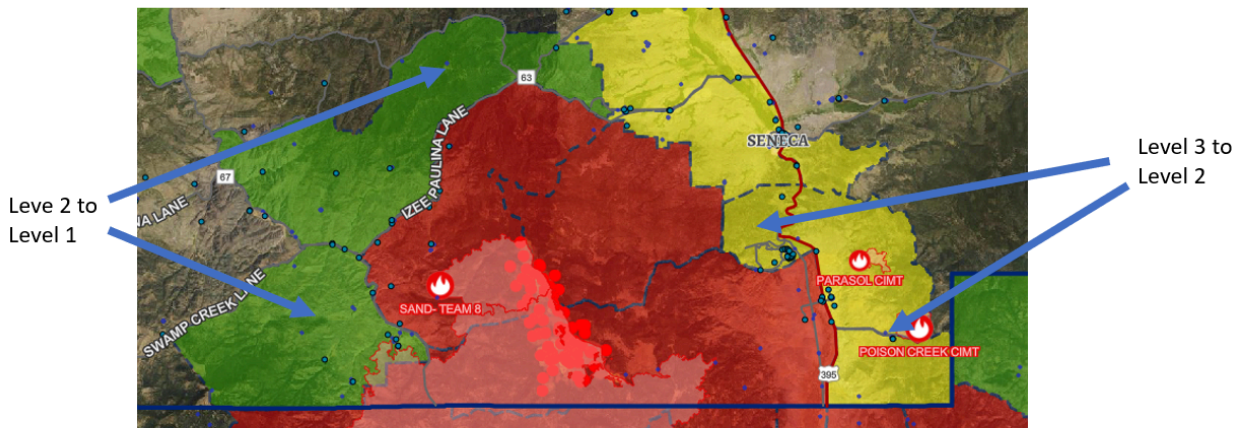 63
SENECA
Level 3 to
Level 2
IZEE PAULINA LANE
67
Leve 2 to
Level 1
NA LANE
SWAMP CREEK LANE
PARASOL CIMT
SAND- TEAM 8
POISON CREEK CIMT
395